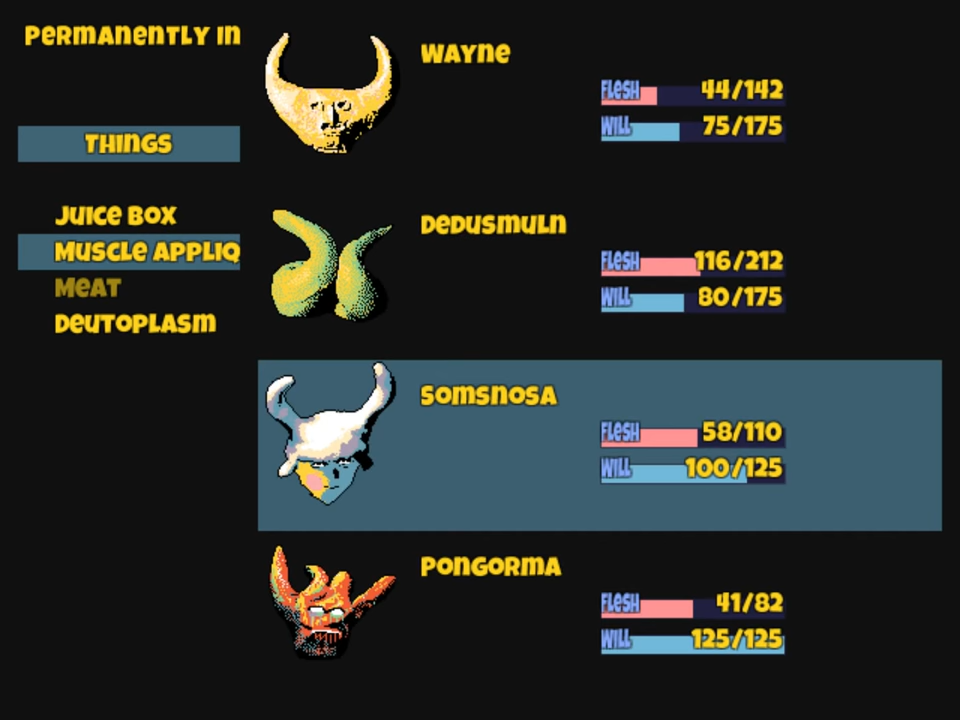 Permanently in
Things
Juice Box
Muscle Appliq
Meat
Deutoplasm
Wayne
Flesh 44/142
Will 75/175
Dedusmuln
Flesh 116/212
Will 80/175
Somsnosa
Flesh 58/110
Will 100/125
Pongorma
Flesh 41/82
Will 125/125